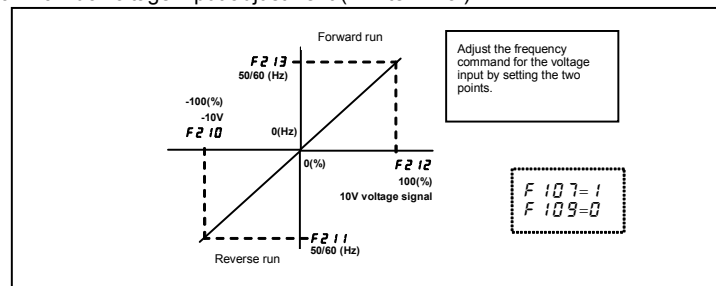 Forward run
F213
50/60 (Hz)
Adjust the frequency
command for the voltage
input by setting the two
points.
-100(%)
-10V
F210
0(Hz)
0(%)
F212
100(%)
10V voltage signal
F107=1
F109=0
F211
50/60 (Hz)
Reverse run